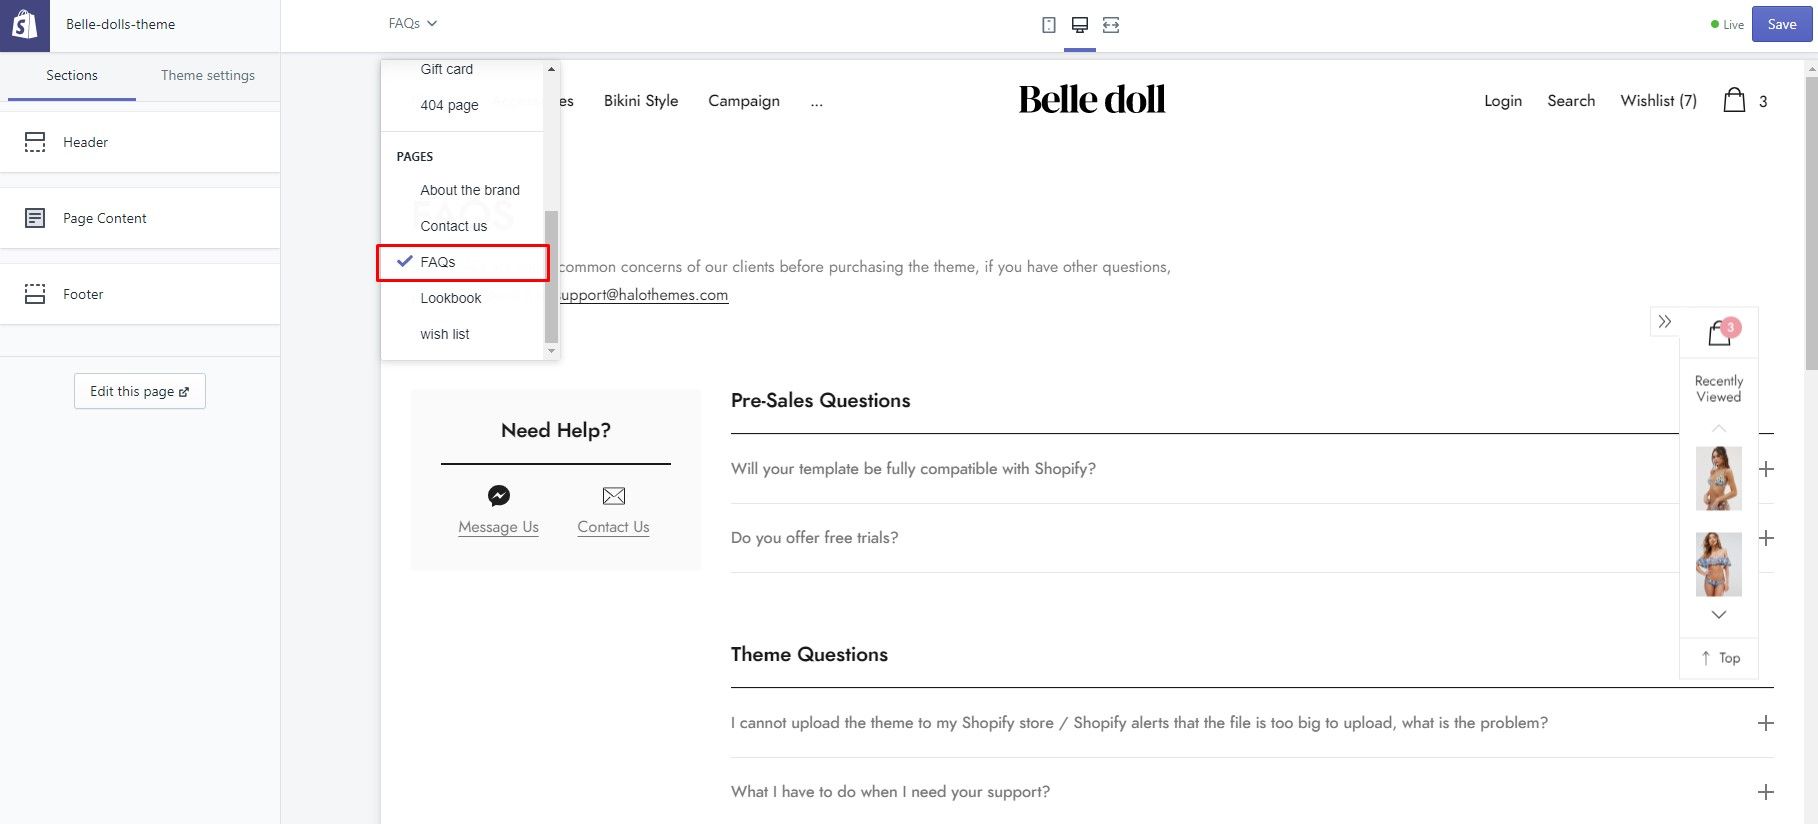 Belle-dolls-theme
FAQs
Live
Save
Sections
Theme settings
Header
Page Content
Footer
Edit this page
Gift card
404 page
PAGES
About the brand
Contact us
FAQs
Lookbook
wish list
Bikini Style
Campaign
...
Belle doll
Login
Search
Wishlist (7)
3
FAQS
common concerns of our clients before purchasing the theme, if you have other questions,
support@halothemes.com
Need Help?
Message Us
Contact Us
Pre-Sales Questions
Will your template be fully compatible with Shopify?
Do you offer free trials?
Theme Questions
I cannot upload the theme to my Shopify store / Shopify alerts that the file is too big to upload, what is the problem?
What I have to do when I need your support?
3
Recently
Viewed
Top